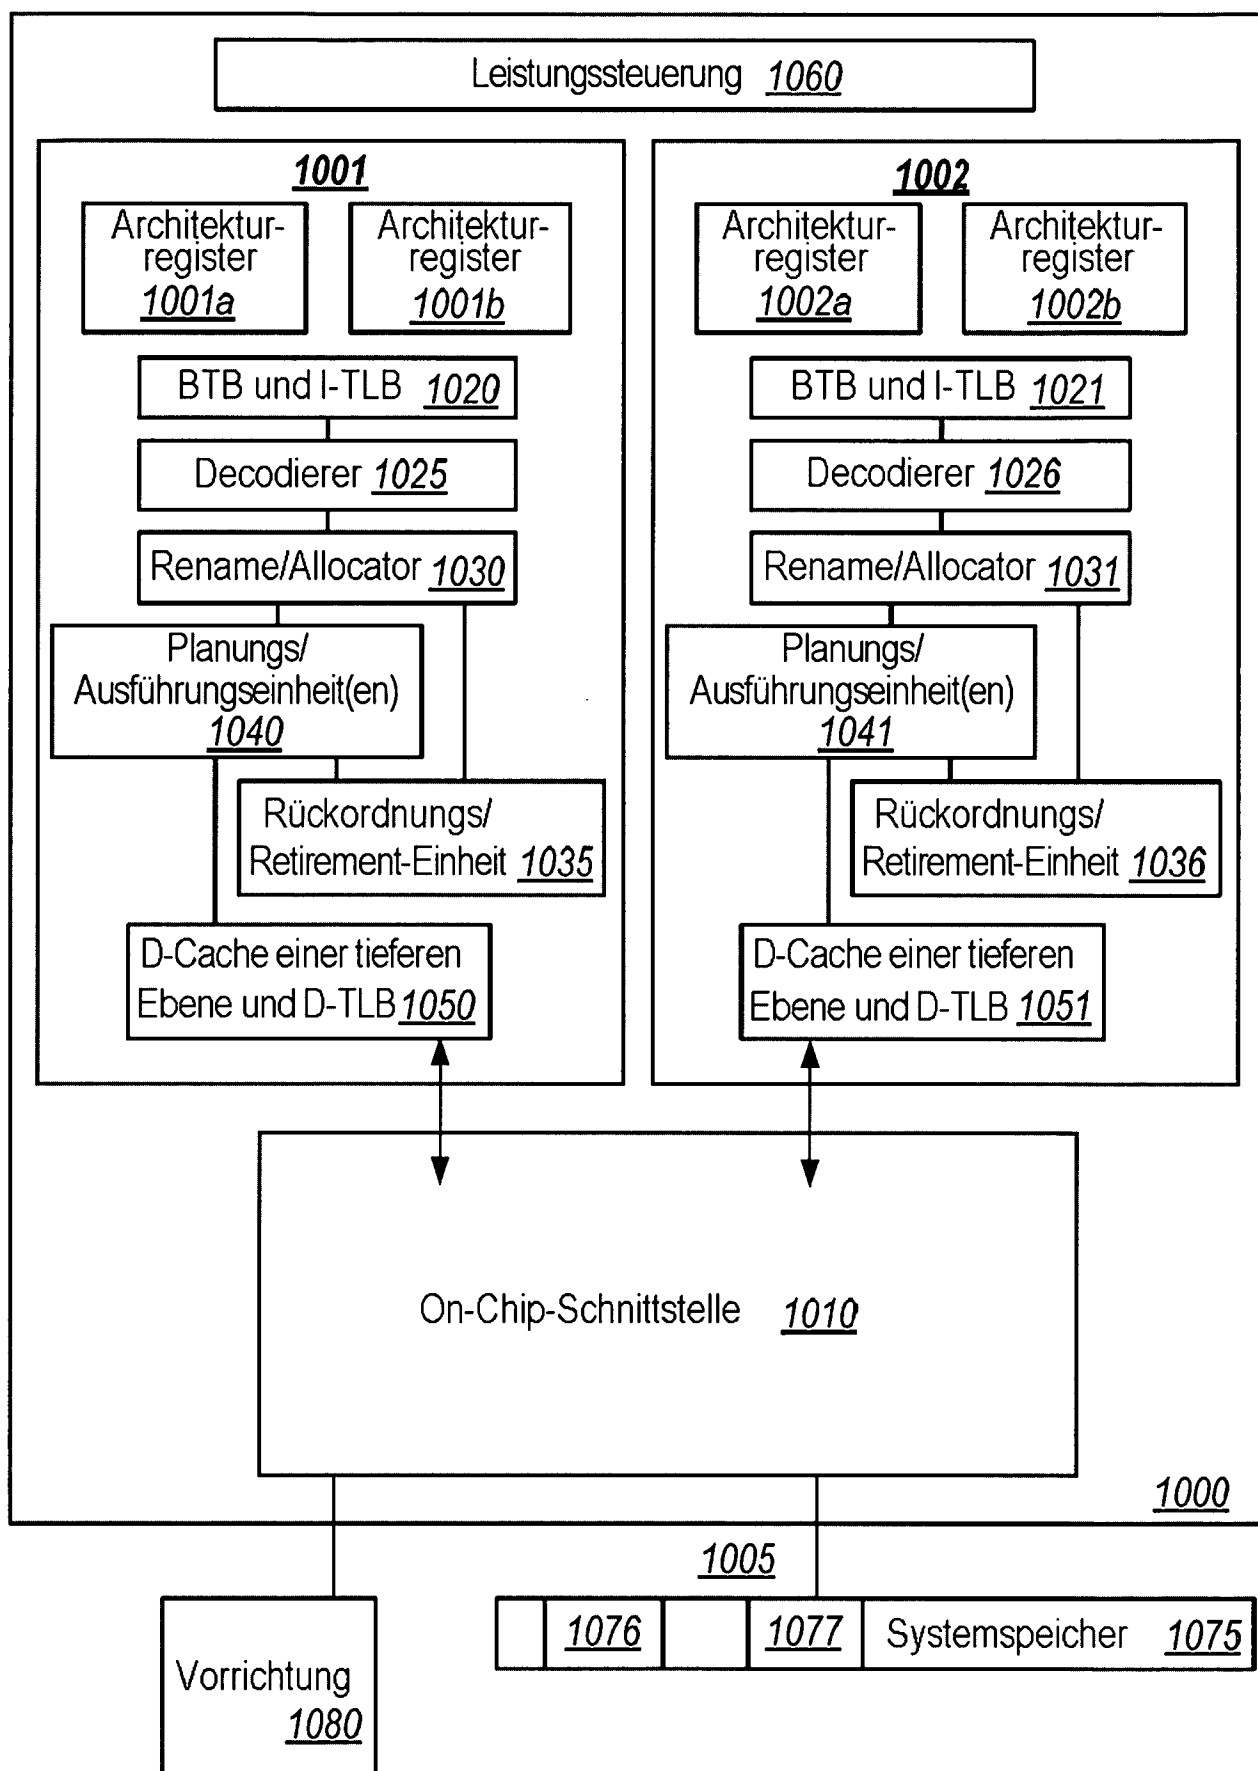 Leistungssteuerung 1060
1001
Architektur-
register
1001a
Architektur-
register
1001b
BTB und I-TLB 1020
Decodierer 1025
Rename/Allocator 1030
Planungs/
Ausführungseinheit(en)
1040
Rückordnungs/
Retirement-Einheit 1035
D-Cache einer tieferen
Ebene und D-TLB 1050
1002
Architektur-
register
1002a
Architektur-
register
1002b
BTB und I-TLB 1021
Decodierer 1026
Rename/Allocator 1031
Planungs/
Ausführungseinheit(en)
1041
Rückordnungs/
Retirement-Einheit 1036
D-Cache einer tieferen
Ebene und D-TLB 1051
On-Chip-Schnittstelle 1010
1000
1005
1076 1077 Systemspeicher 1075
Vorrichtung
1080